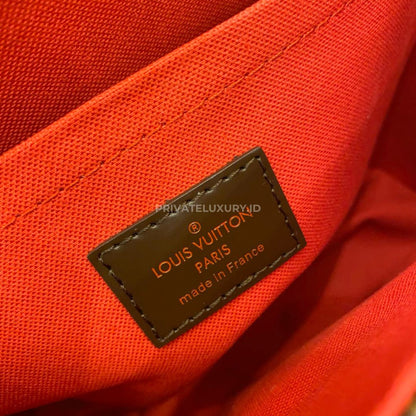 PRIVATELUXURY.ID
®
LOUIS VUITTON
PARIS
made in France